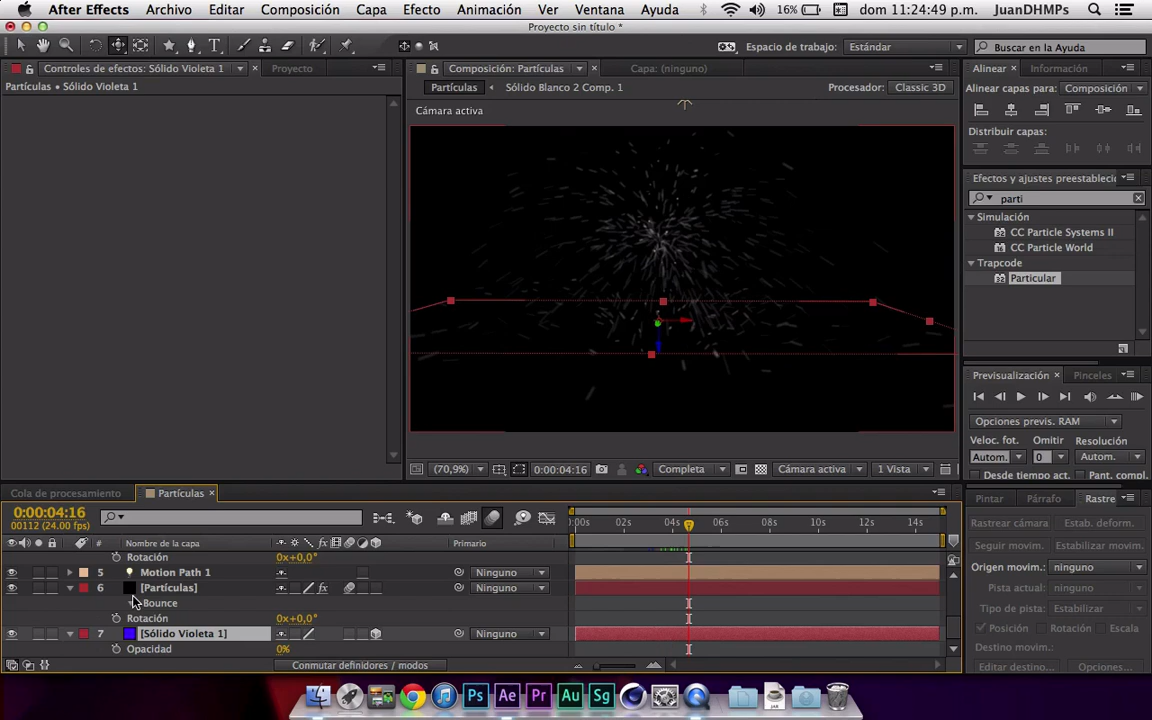 After Effects Archivo Editar Composición Capa Efecto Animación Ver Ventana Ayuda 16% dom 11:24:49 p.m. JuanDHMPs
Proyecto sin título *
Espacio de trabajo: Estándar Buscar en la Ayuda
Controles de efectos: Sólido Violeta 1 Proyecto
Composición: Partículas Capa: (ninguno)
Alinear Información
Partículas • Sólido Violeta 1
Partículas Sólido Blanco 2 Comp. 1 Procesador: Classic 3D
Alinear capas para: Composición
Cámara activa
Distribuir capas:
Efectos y ajustes preestableci
parti
Simulación
CC Particle Systems II
CC Particle World
Trapcode
Particular
Previsualización Pinceles
Opciones previs. RAM
Veloc. fot. Omitir Resolución
Autom. 0 Autom.
Desde tiempo act. Pant. compl.
(70,9%) 0:00:04:16 Completa Cámara activa 1 Vista
Cola de procesamiento Partículas
Pintar Párrafo Rastre
0:00:04:16
00112 (24.00 fps)
:00s 02s 04s 06s 08s 10s 12s 14s
# Nombre de la capa Primario
Rotación 0x+0,0°
5 Motion Path 1 Ninguno
6 [Partículas] Ninguno
Bounce
Rotación 0x+0,0°
7 [Sólido Violeta 1] Ninguno
Opacidad 0%
Conmutar definidores / modos
Rastrear cámara Estab. deform.
Seguir movim. Estabilizar movim.
Origen movim.: Ninguno
Pista actual: Ninguno
Tipo de pista: Estabilizar
Posición Rotación Escala
Destino movim.:
Editar destino... Opciones...
Ps Ae Pr Au Sg
JAR